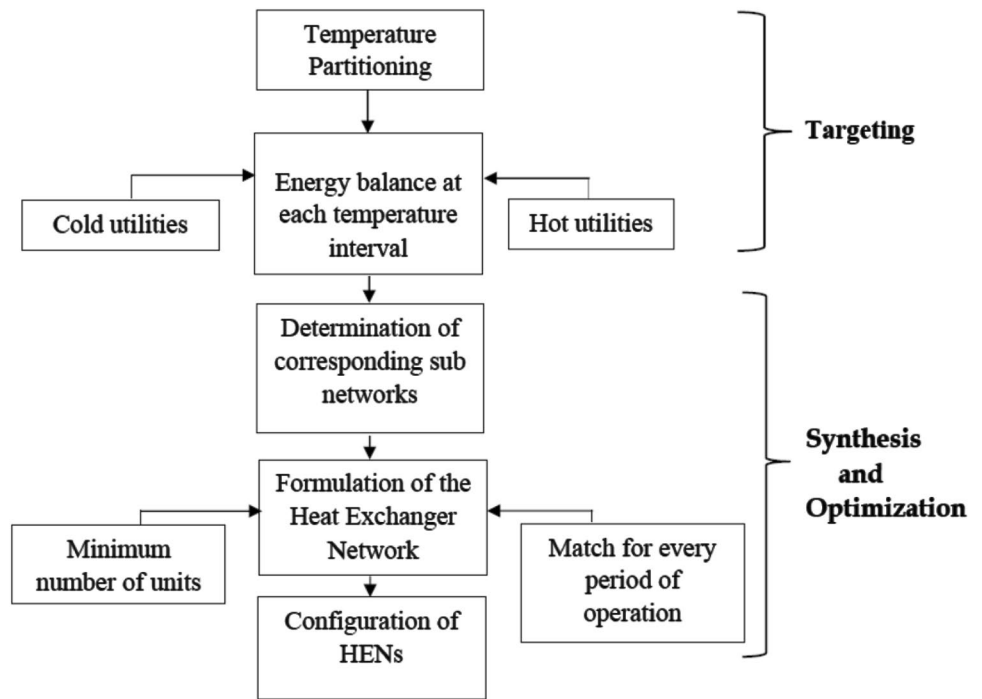 Temperature
Partitioning
Targeting
Energy balance at
each temperature
interval
Cold utilities
Hot utilities
Determination of
corresponding sub
networks
Synthesis
and
Optimization
Formulation of the
Heat Exchanger
Network
Minimum
number of units
Match for every
period of
operation
Configuration of
HENs